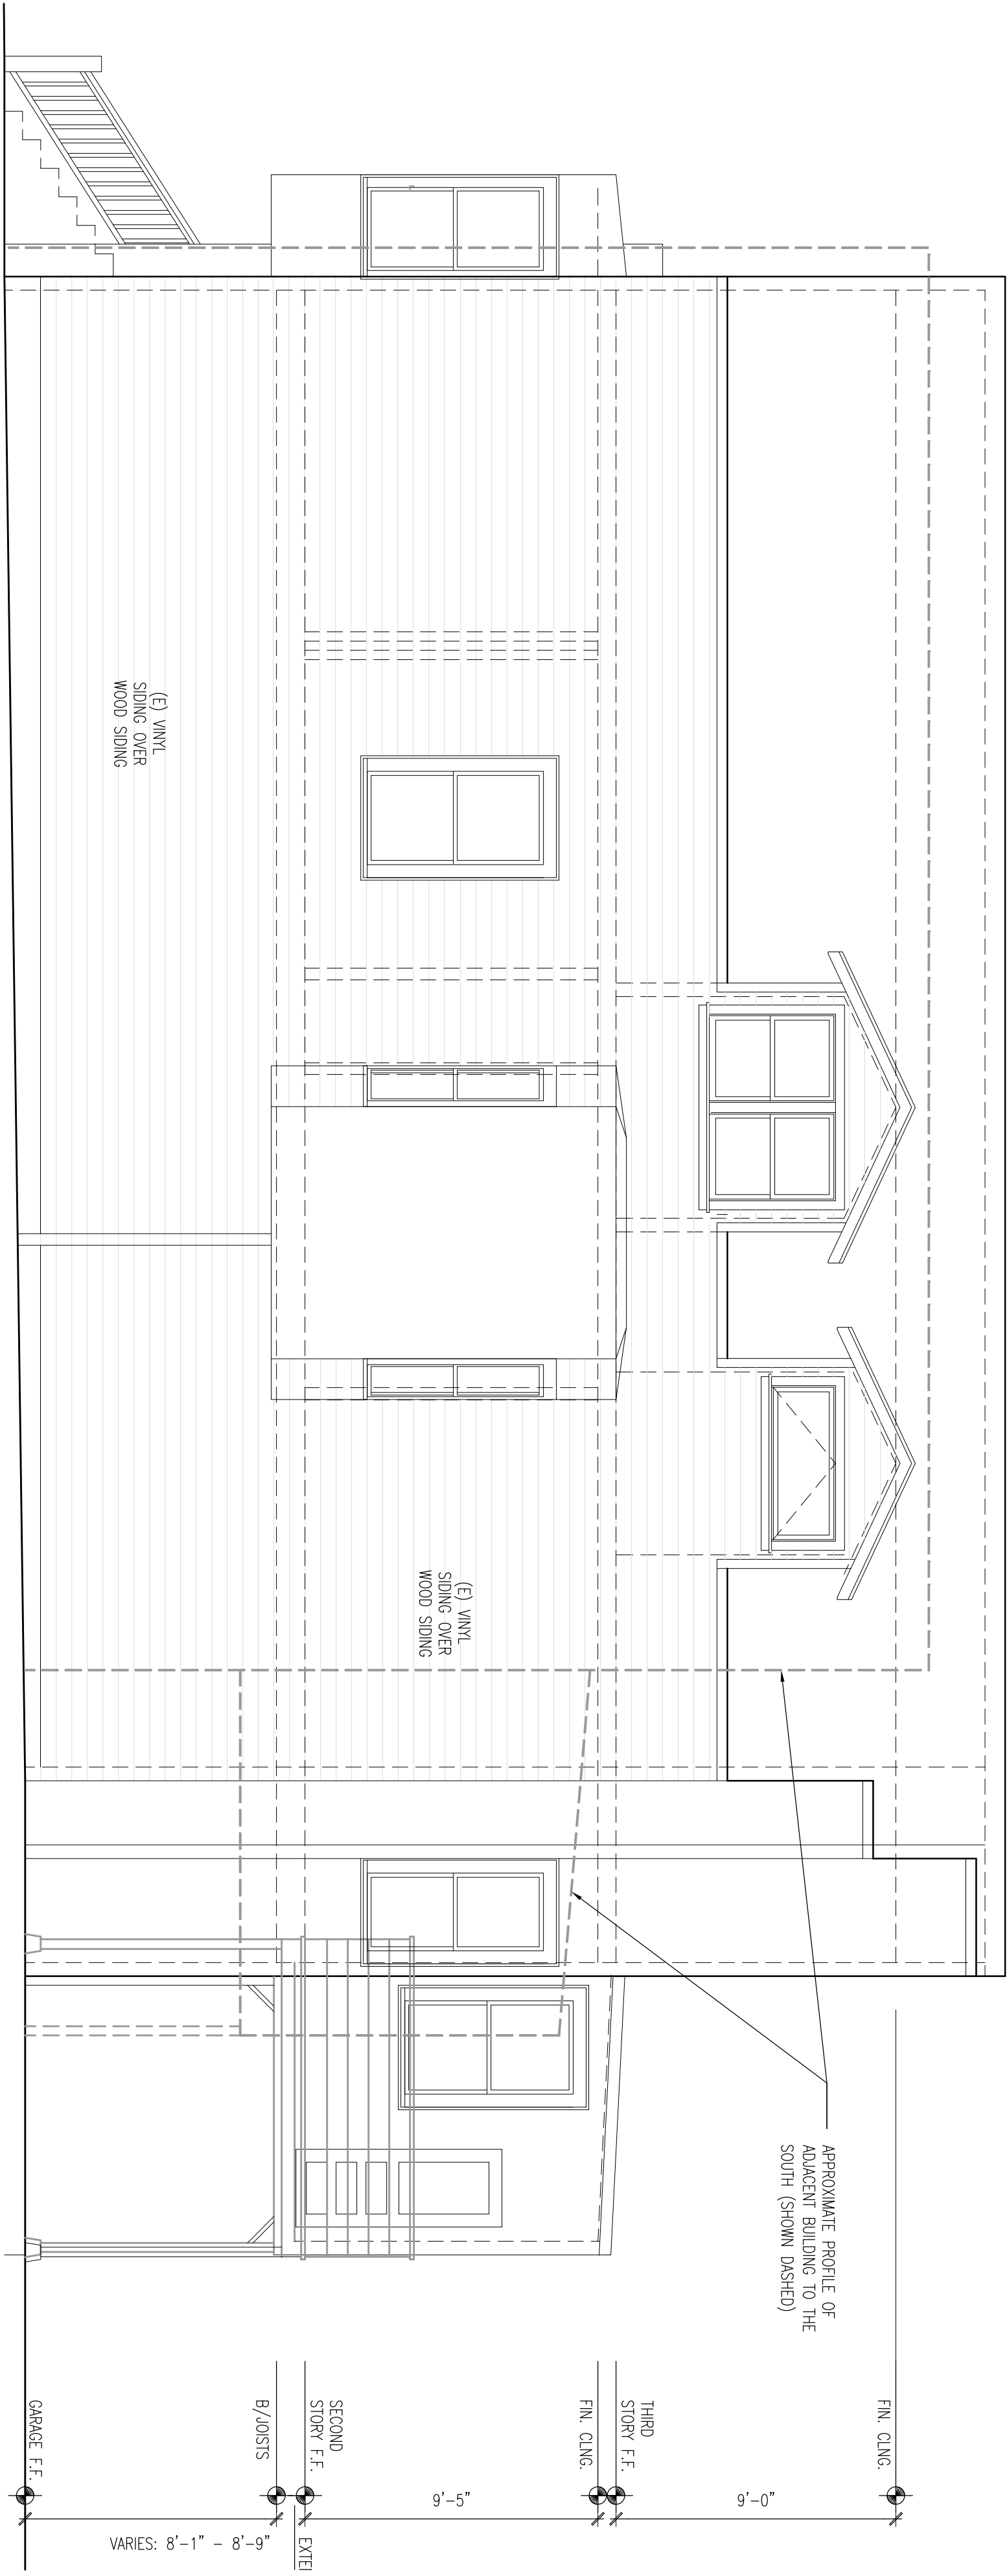 (E) VINYL
SIDING OVER
WOOD SIDING
(E) VINYL
SIDING OVER
WOOD SIDING
APPROXIMATE PROFILE OF
ADJACENT BUILDING TO THE
SOUTH (SHOWN DASHED)
FIN. CLNG.
9'-0"
THIRD
STORY F.F.
FIN. CLNG.
9'-5"
SECOND
STORY F.F.
B/JOISTS
VARIES: 8'-1" - 8'-9"
GARAGE F.F.